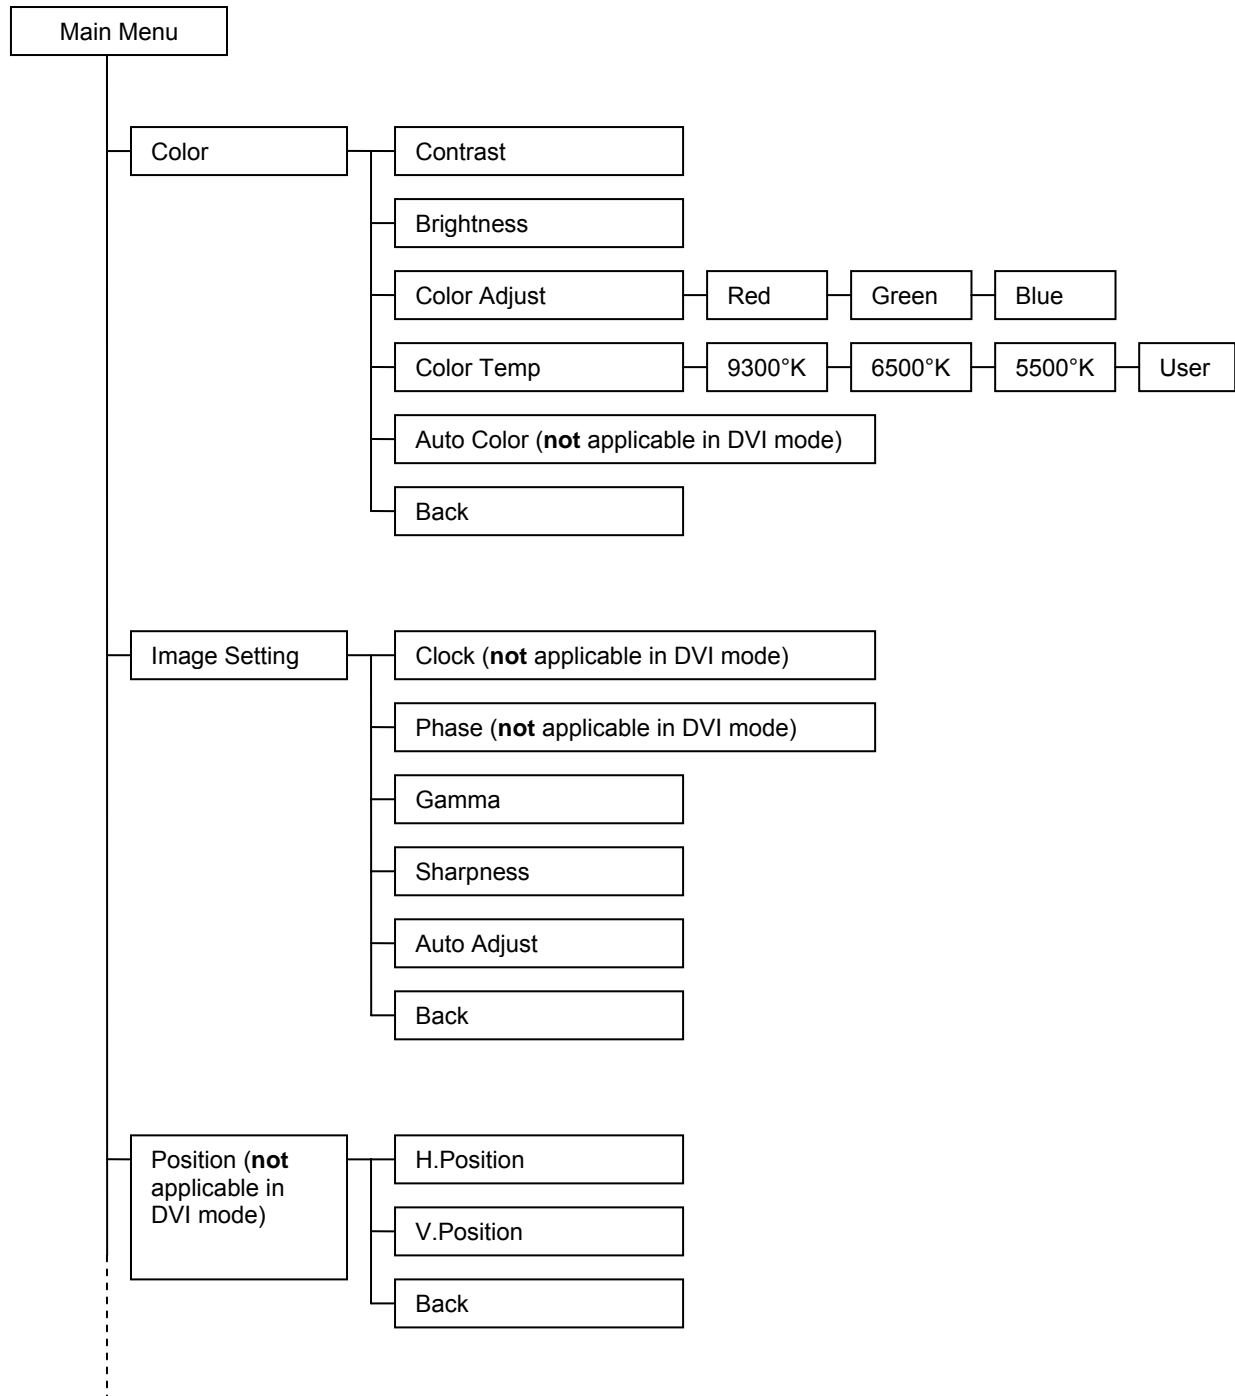 Main Menu
Color
Contrast
Brightness
Color Adjust
Red
Green
Blue
Color Temp
9300°K
6500°K
5500°K
User
Auto Color (not applicable in DVI mode)
Back
Image Setting
Clock (not applicable in DVI mode)
Phase (not applicable in DVI mode)
Gamma
Sharpness
Auto Adjust
Back
Position (not
applicable in
DVI mode)
H.Position
V.Position
Back